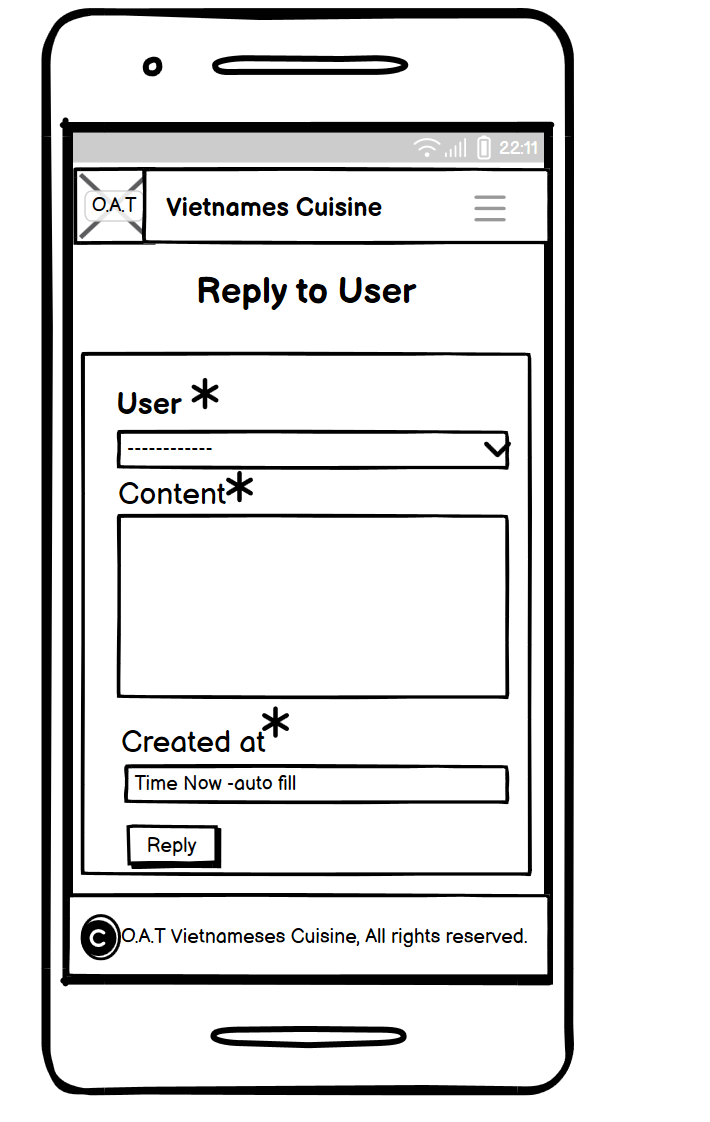 22:11
O.A.T
Vietnames Cuisine
Reply to User
User *
------------
Content*
Created at*
Time Now -auto fill
Reply
C O.A.T Vietnameses Cuisine, All rights reserved.